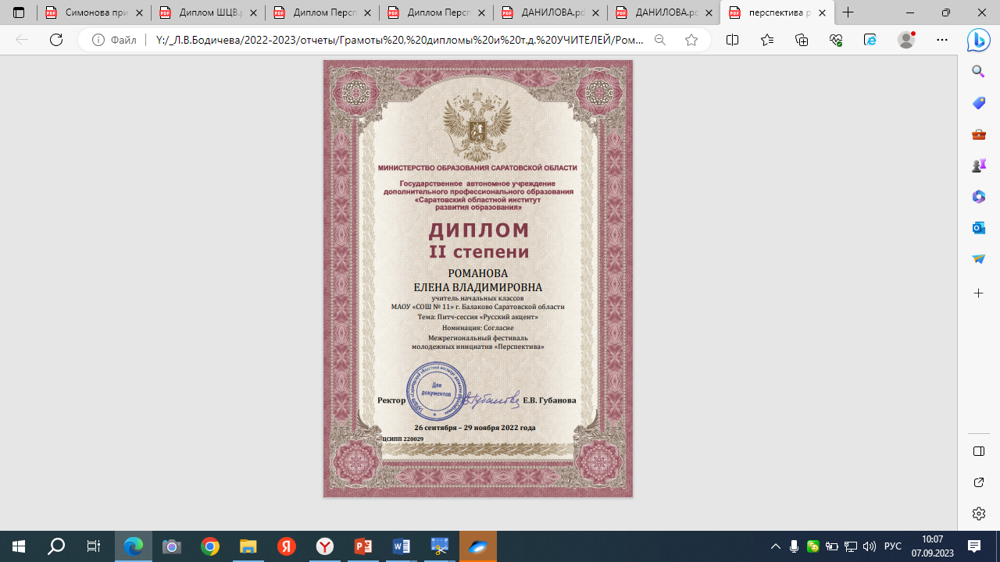 Симонова при
Диплом ШЦВ.р
Диплом Персп
Диплом Персп
ДАНИЛОВА.pd
ДАНИЛОВА.pd
перспектива р
Файл
Y:/_Л.В.Бодичева/2022-2023/отчеты/Грамоты%20,%20дипломы%20и%20т.д.%20УЧИТЕЛЕЙ/Ром...
МИНИСТЕРСТВО ОБРАЗОВАНИЯ САРАТОВСКОЙ ОБЛАСТИ
Государственное автономное учреждение
дополнительного профессионального образования
«Саратовский областной институт
развития образования»
ДИПЛОМ
II степени
РОМАНОВА
ЕЛЕНА ВЛАДИМИРОВНА
учитель начальных классов
МАОУ «СОШ № 11» г. Балаково Саратовской области
Тема: Питч-сессия «Русский акцент»
Номинация: Согласие
Межрегиональный фестиваль
молодежных инициатив «Перспектива»
Для
документов
Ректор
Е.В. Губанова
26 сентября – 29 ноября 2022 года
ЦСИПП 220029
РУС
10:07
07.09.2023